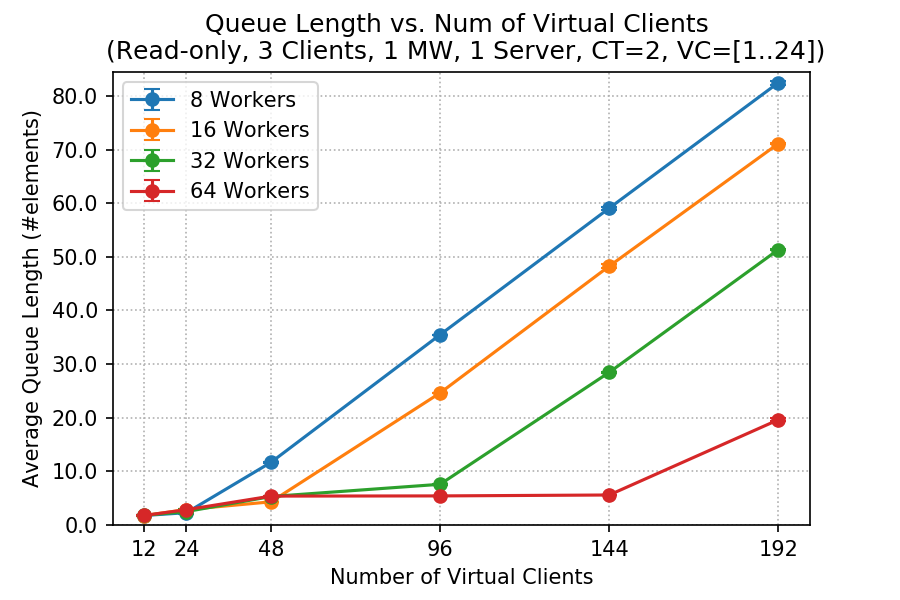 Queue Length vs. Num of Virtual Clients
(Read-only, 3 Clients, 1 MW, 1 Server, CT=2, VC=[1..24])
8 Workers
16 Workers
32 Workers
64 Workers
Average Queue Length (#elements)
80.0
70.0
60.0
50.0
40.0
30.0
20.0
10.0
0.0
12 24 48 96 144 192
Number of Virtual Clients